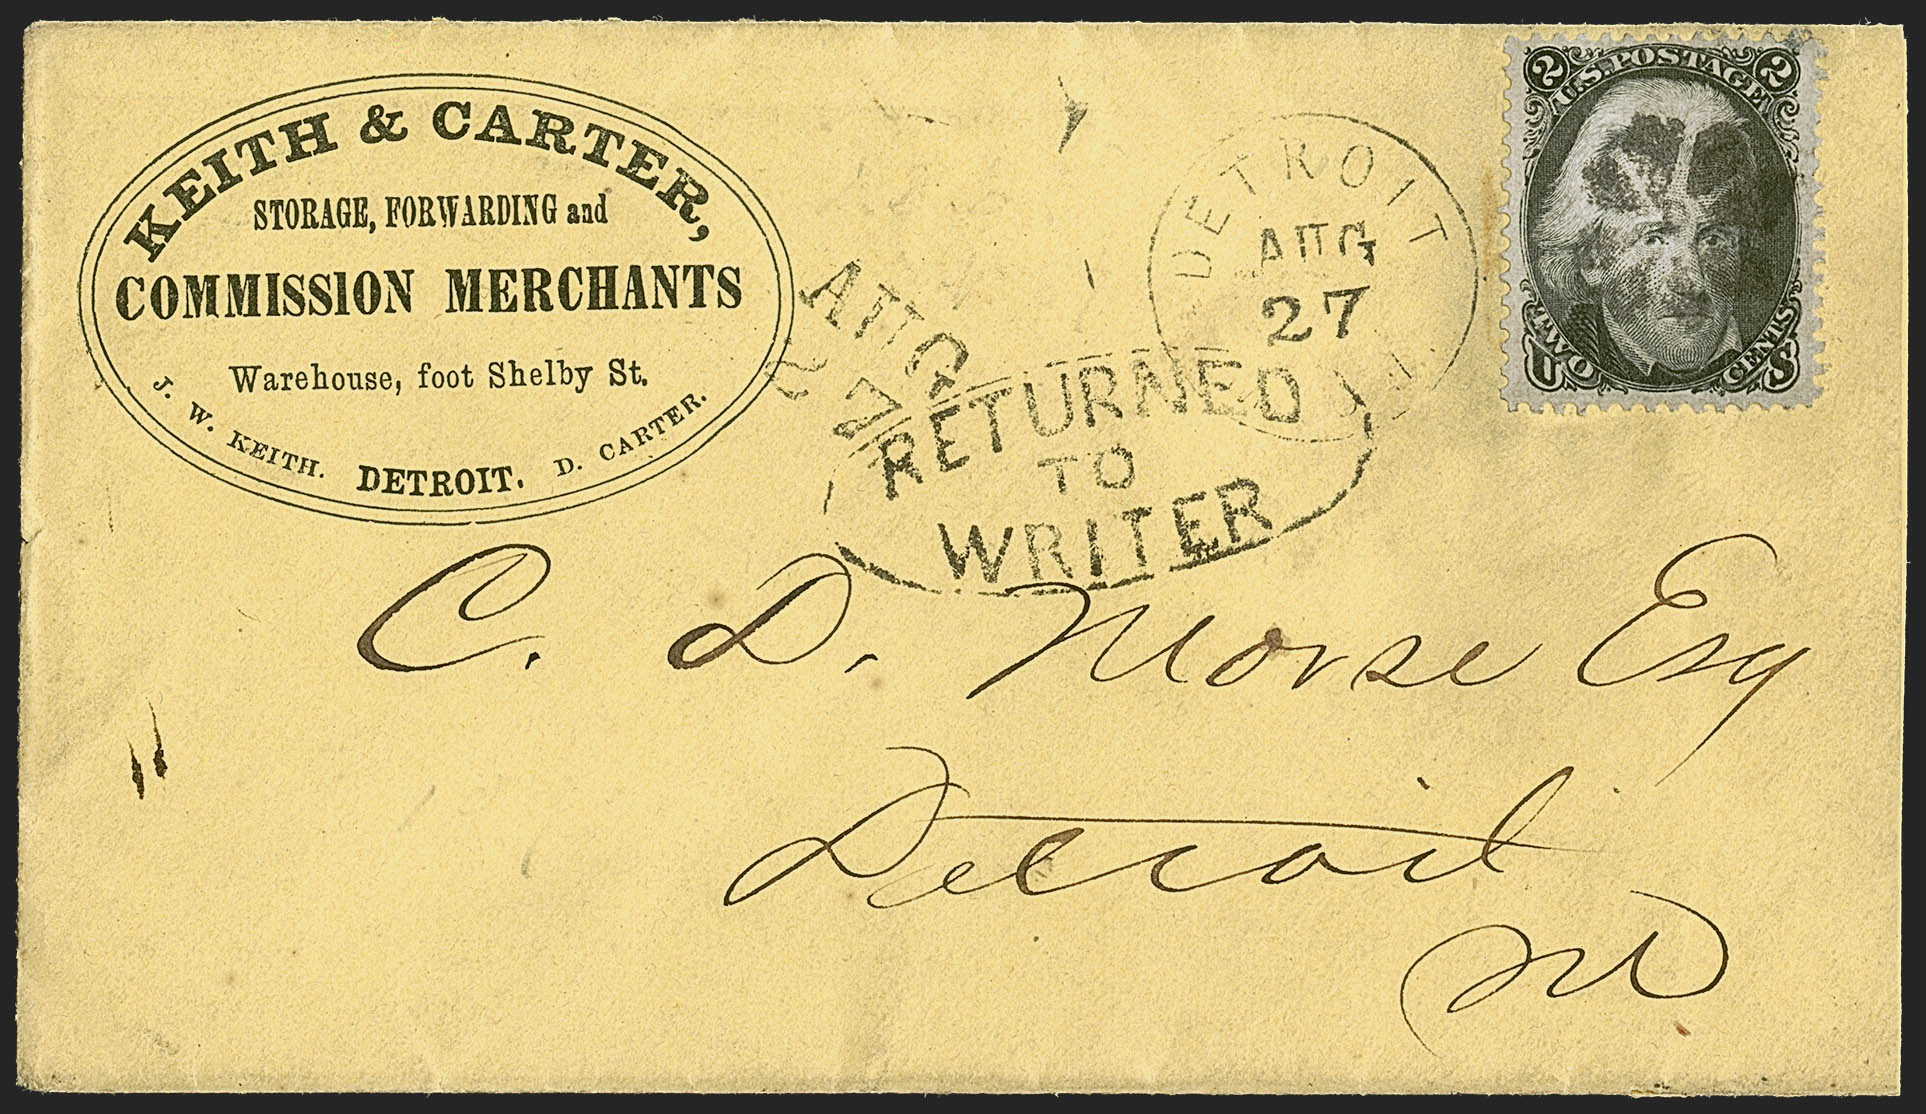 KEITH & CARTER,
STORAGE, FORWARDING and
COMMISSION MERCHANTS
Warehouse, foot Shelby St.
J. W. KEITH. DETROIT. D. CARTER.
AUG
27
DETROIT
AUG
27
RETURNED
TO
WRITER
2 U.S. POSTAGE 2
U TWO CENTS S
C. D. Morse Esq
Detroit
M